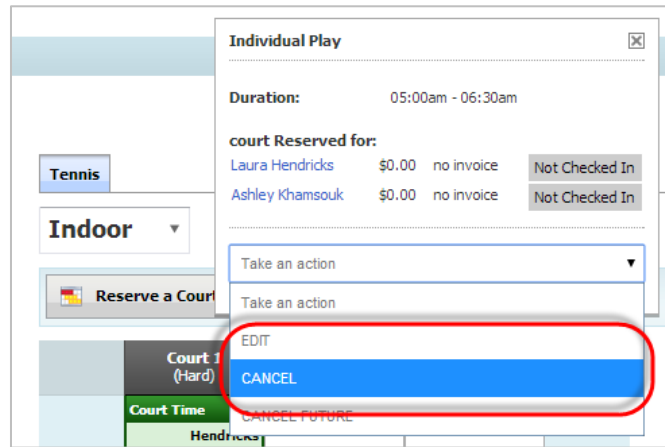 Individual Play
Duration: 05:00am - 06:30am
court Reserved for:
Laura Hendricks $0.00 no invoice Not Checked In
Ashley Khamsouk $0.00 no invoice Not Checked In
Take an action
Take an action
EDIT
CANCEL
CANCEL FUTURE
Tennis
Indoor
Reserve a Court
Court 1
(Hard)
Court Time
Hendricks